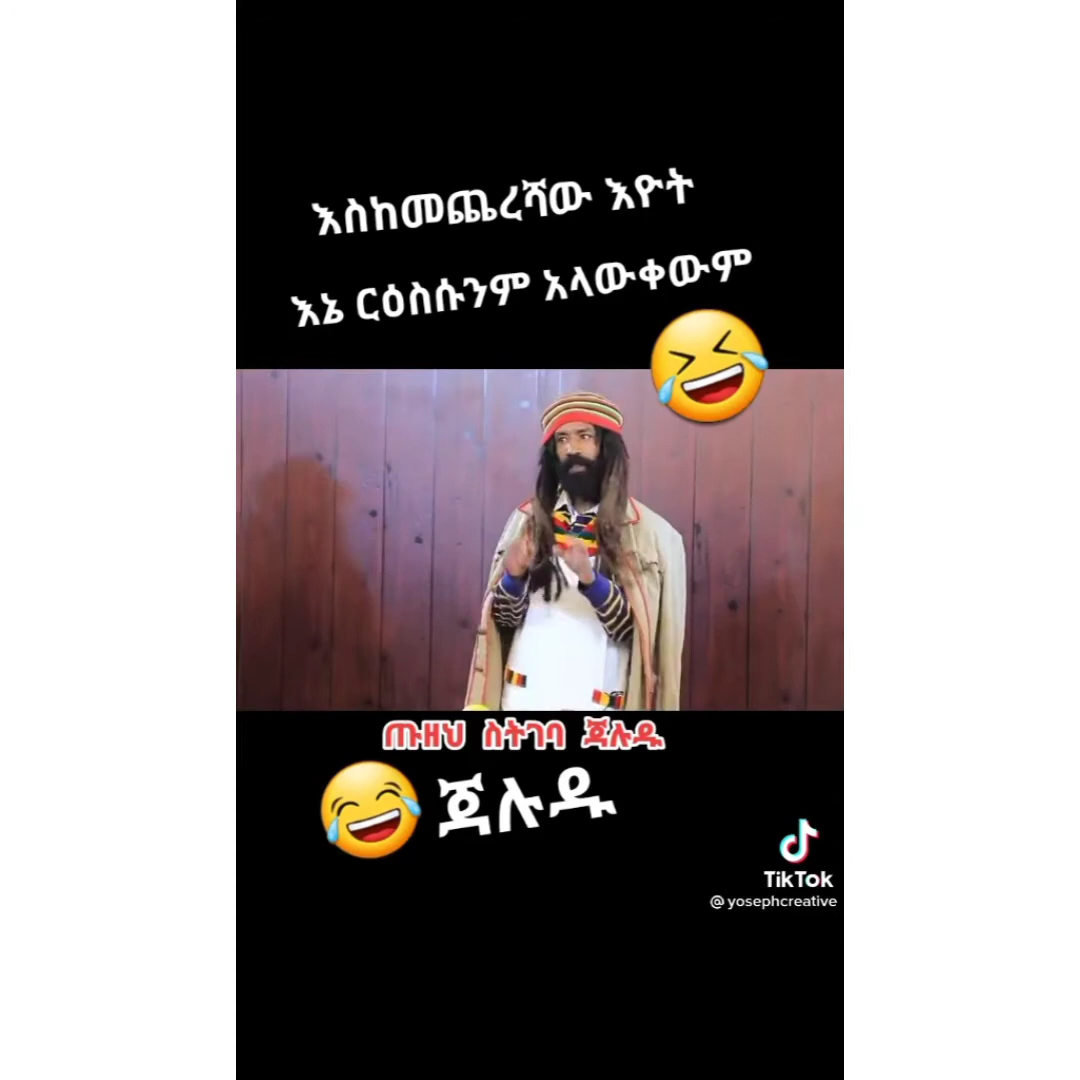 እስከመጨረሻው እዮት
እኔ ርዕስሱንም አላውቀውም
ጡዘህ ስትገባ ጃሉዱ
ጃሉዱ
TikTok
@yosephcreative